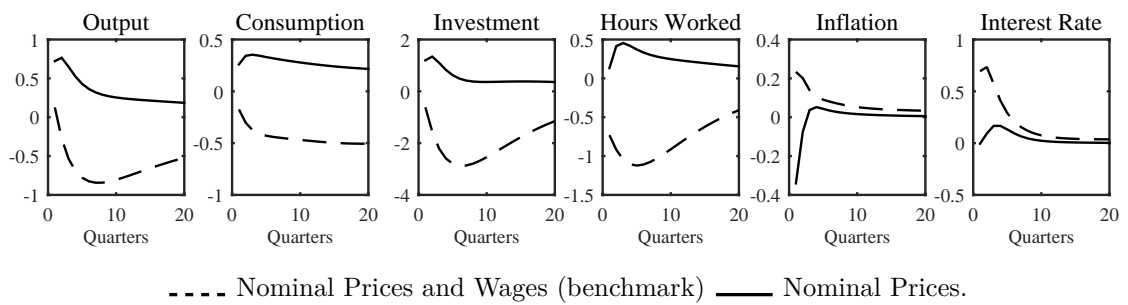 Output Consumption Investment Hours Worked Inflation Interest Rate
1 0.5 2 0.5 0.4 1
0.5 0 0 0 0.2 0.5
0 -0.5 -2 -0.5 0 0
-0.5 -1 -0.2
-1 -1 -4 -1.5 -0.4 -0.5
0 10 20 0 10 20 0 10 20 0 10 20 0 10 20 0 10 20
Quarters Quarters Quarters Quarters Quarters Quarters
Nominal Prices and Wages (benchmark) Nominal Prices.